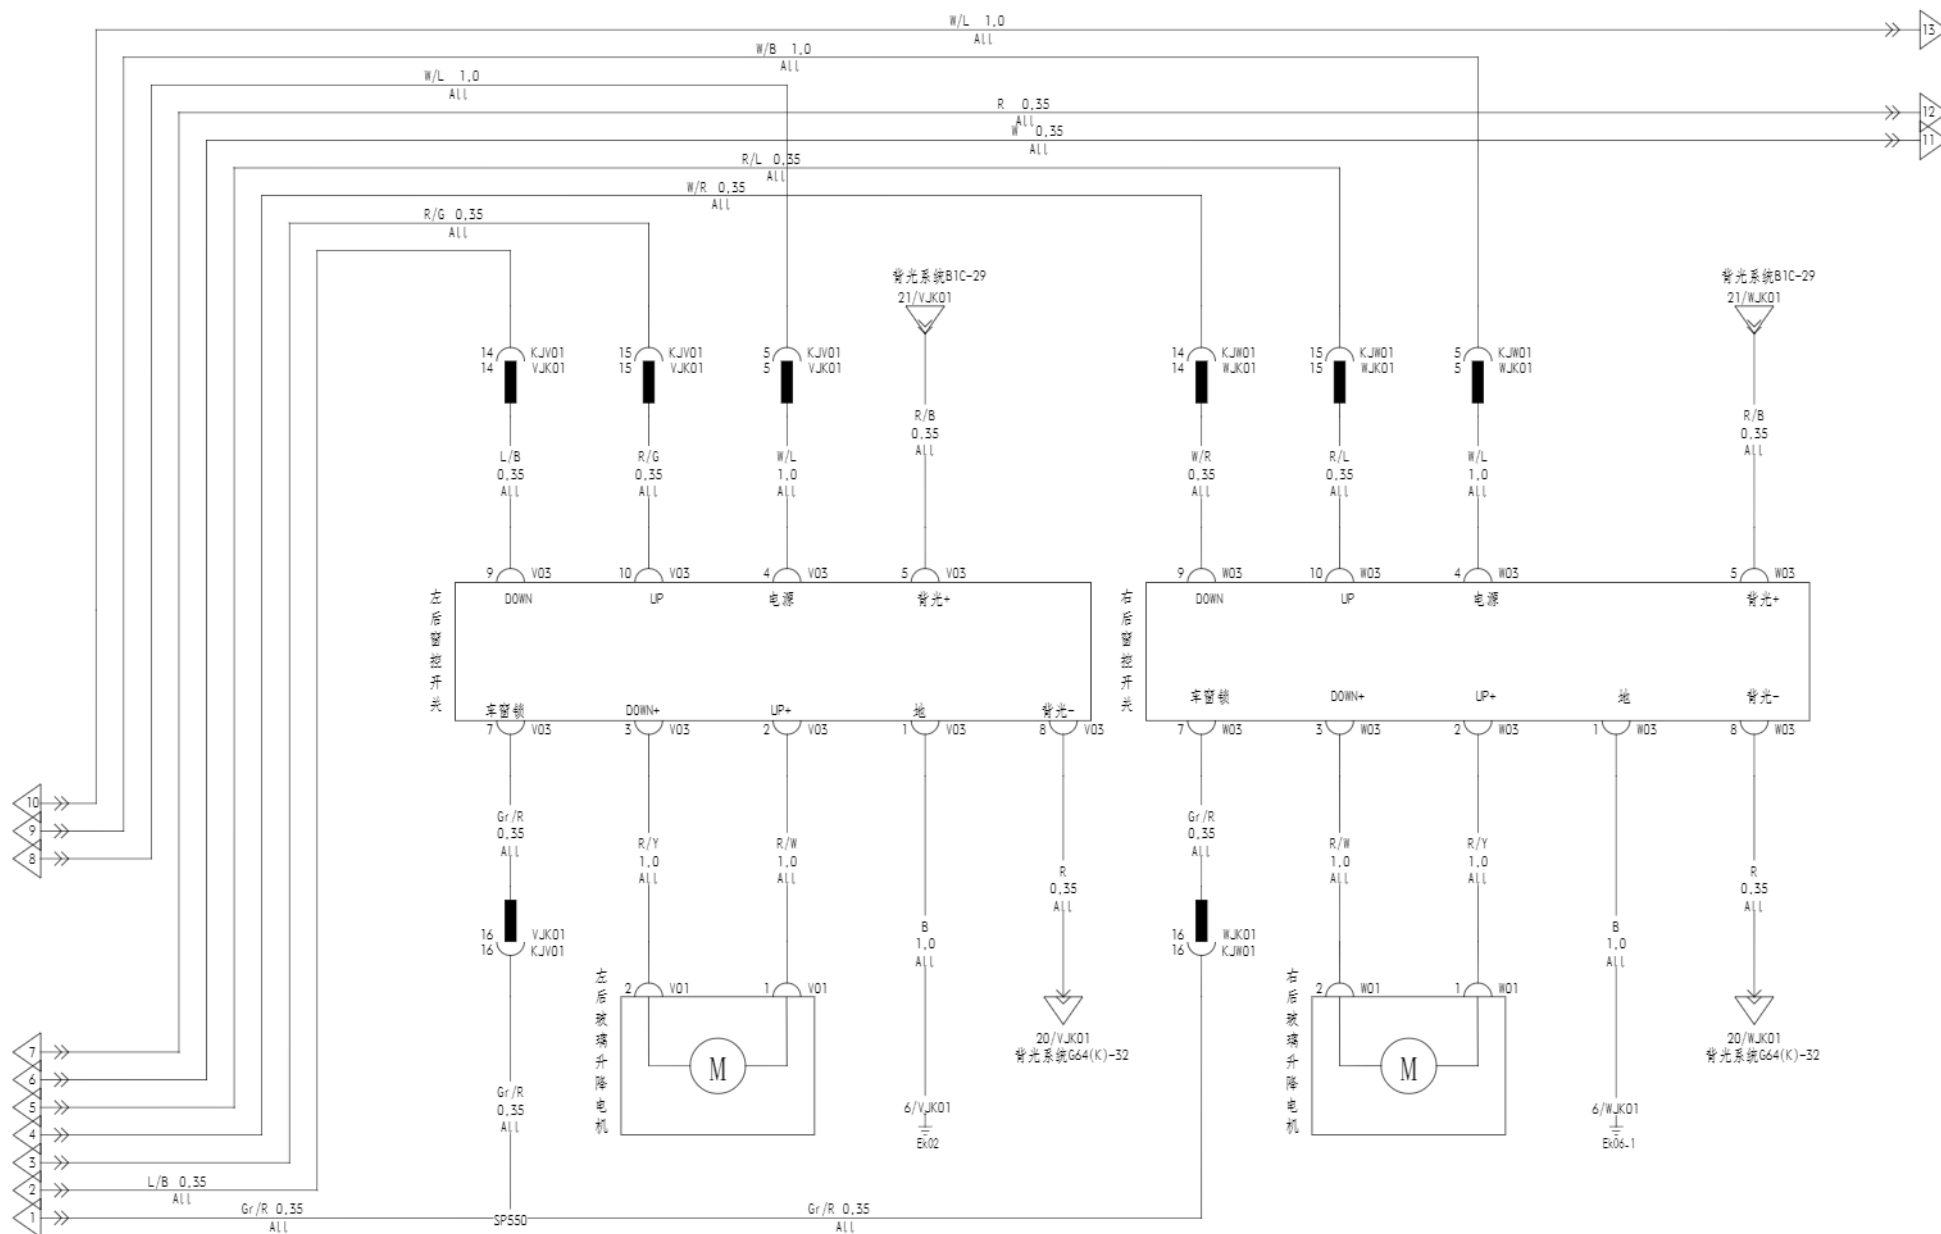 W/L 1,0
All
13
W/B 1,0
All
W/L 1,0
All
R 0,35
All
12
W 0,35
All
11
R/L 0,35
All
W/R 0,35
All
R/G 0,35
All
背光系统B1C-29
21/VJK01
背光系统B1C-29
21/WJK01
14 KJV01
14 VJK01
15 KJV01
15 VJK01
5 KJV01
5 VJK01
14 KJW01
14 WJK01
15 KJW01
15 WJK01
5 KJW01
5 WJK01
L/B
0,35
All
R/G
0,35
All
W/L
1,0
All
R/B
0,35
All
W/R
0,35
All
R/L
0,35
All
W/L
1,0
All
R/B
0,35
All
9 V03
10 V03
4 V03
5 V03
9 W03
10 W03
4 W03
5 W03
左后窗控开关
DOWN
UP
电源
背光+
右后窗控开关
DOWN
UP
电源
背光+
车窗锁
DOWN+
UP+
地
背光-
车窗锁
DOWN+
UP+
地
背光-
7 V03
3 V03
2 V03
1 V03
8 V03
7 W03
3 W03
2 W03
1 W03
8 W03
10
9
8
Gr/R
0,35
All
R/Y
1,0
All
R/W
1,0
All
B
1,0
All
R
0,35
All
Gr/R
0,35
All
R/W
1,0
All
R/Y
1,0
All
B
1,0
All
R
0,35
All
16 VJK01
16 KJV01
16 WJK01
16 KJW01
左后玻璃升降电机
2 V01
1 V01
M
右后玻璃升降电机
2 W01
1 W01
M
20/VJK01
背光系统G64(K)-32
20/WJK01
背光系统G64(K)-32
Gr/R
0,35
All
6/VJK01
Ek02
6/WJK01
Ek06-1
7
6
5
4
3
2
L/B 0,35
All
1
Gr/R 0,35
All
SP550
Gr/R 0,35
All